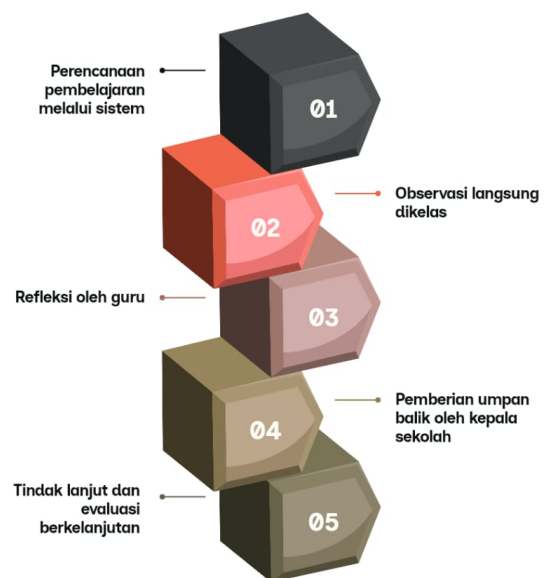 01
Perencanaan
pembelajaran
melalui sistem
02
Observasi langsung
dikelas
03
Refleksi oleh guru
04
Pemberian umpan
balik oleh kepala
sekolah
05
Tindak lanjut dan
evaluasi
berkelanjutan